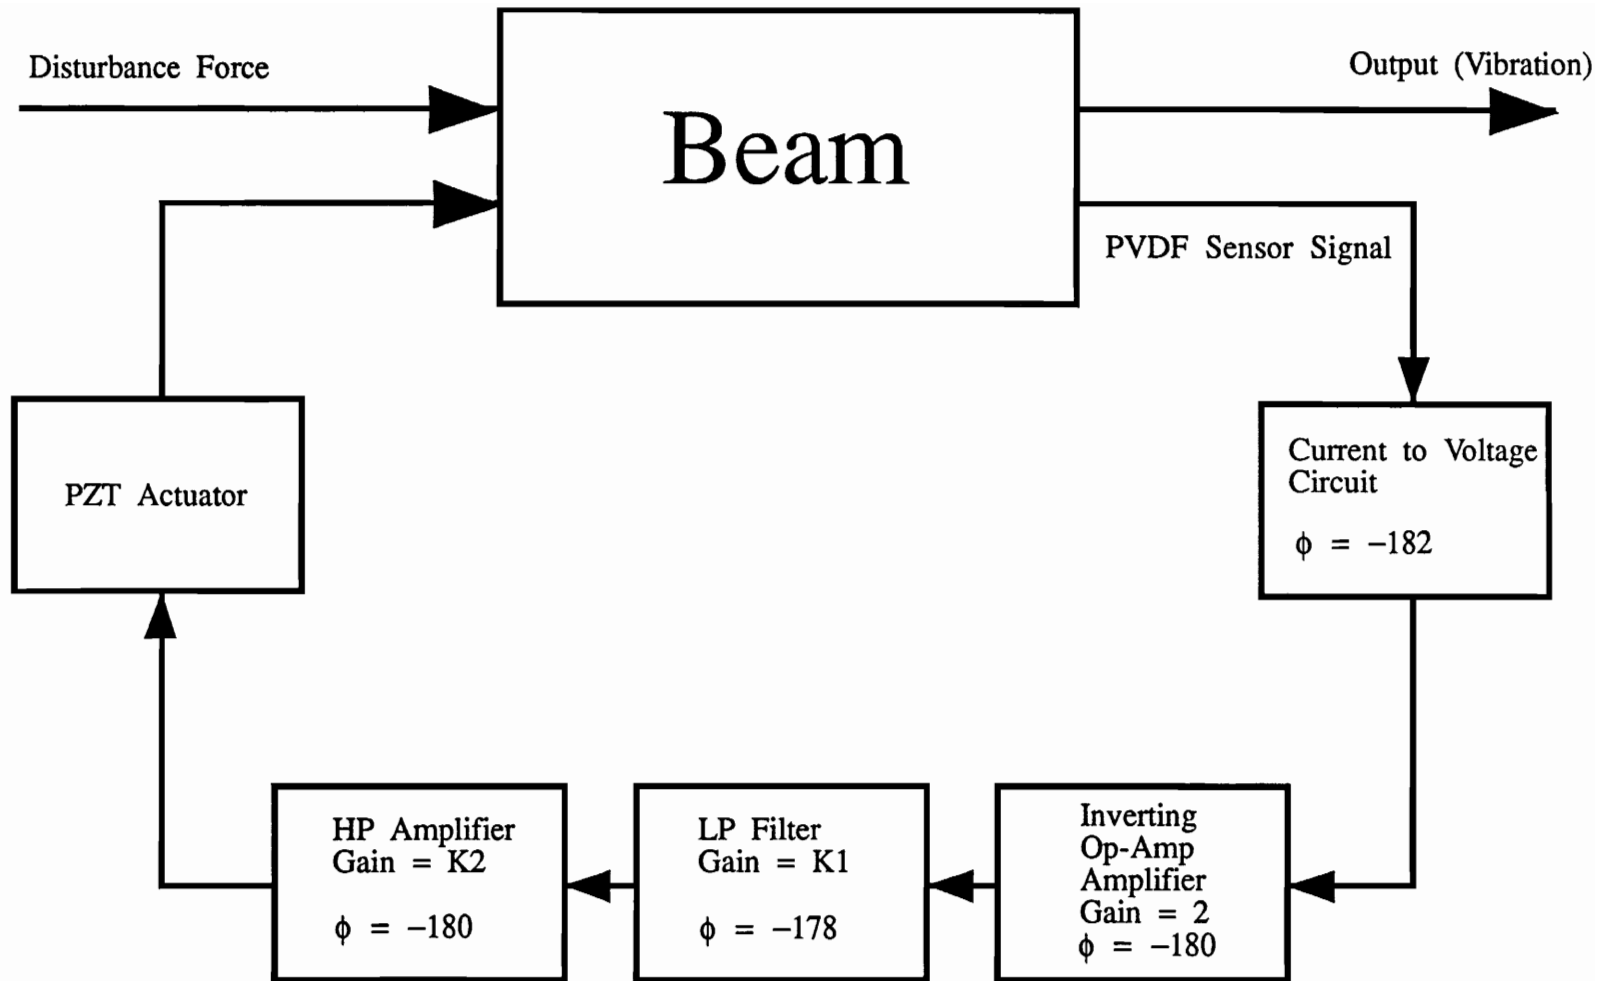 Disturbance Force
Output (Vibration)
Beam
PVDF Sensor Signal
PZT Actuator
Current to Voltage
Circuit
ϕ = −182
HP Amplifier
Gain = K2
ϕ = −180
LP Filter
Gain = K1
ϕ = −178
Inverting
Op-Amp
Amplifier
Gain = 2
ϕ = −180